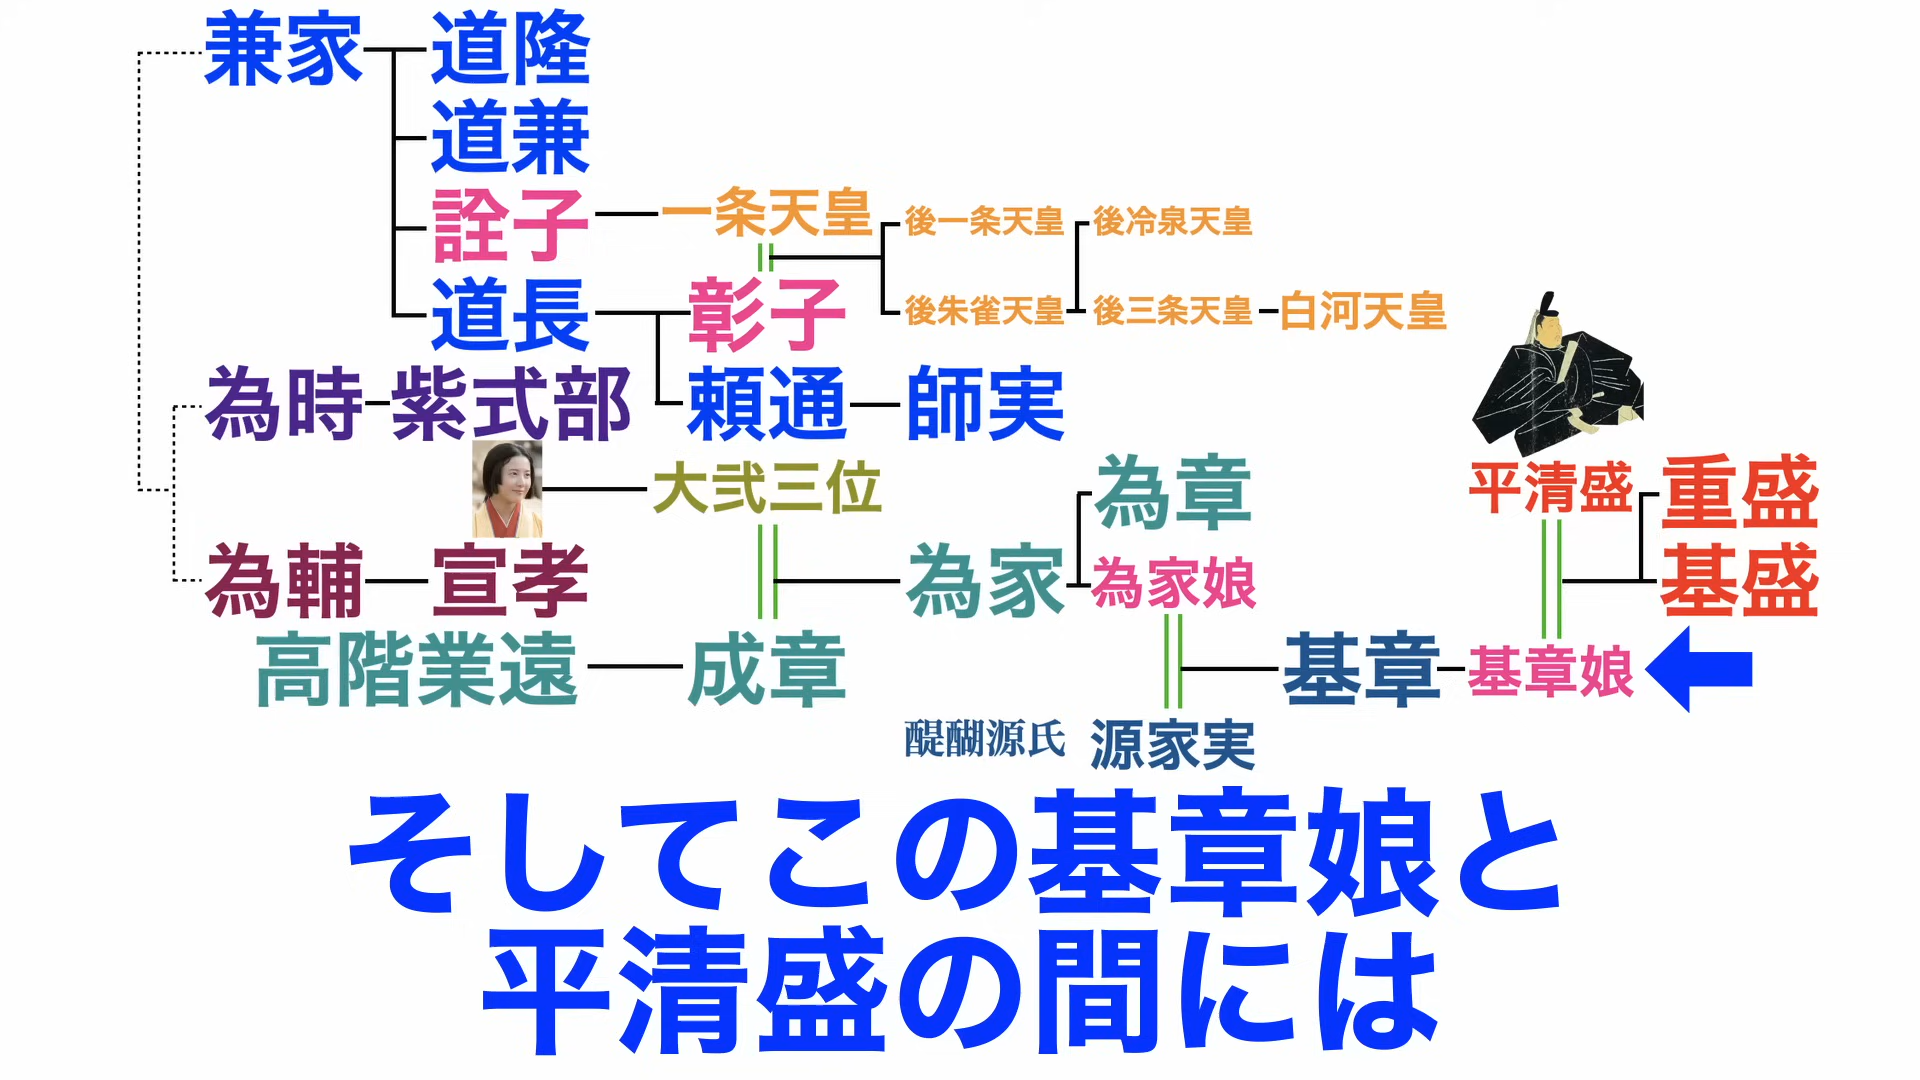 兼家 道隆
道兼
詮子 一条天皇 後一条天皇 後冷泉天皇
道長 彰子 後朱雀天皇 後三条天皇 白河天皇
為時 紫式部 頼通 師実
大弐三位 為章 平清盛 重盛
為輔 宣孝 為家 為家娘 基盛
高階業遠 成章 基章 基章娘
醍醐源氏 源家実
そしてこの基章娘と
平清盛の間には